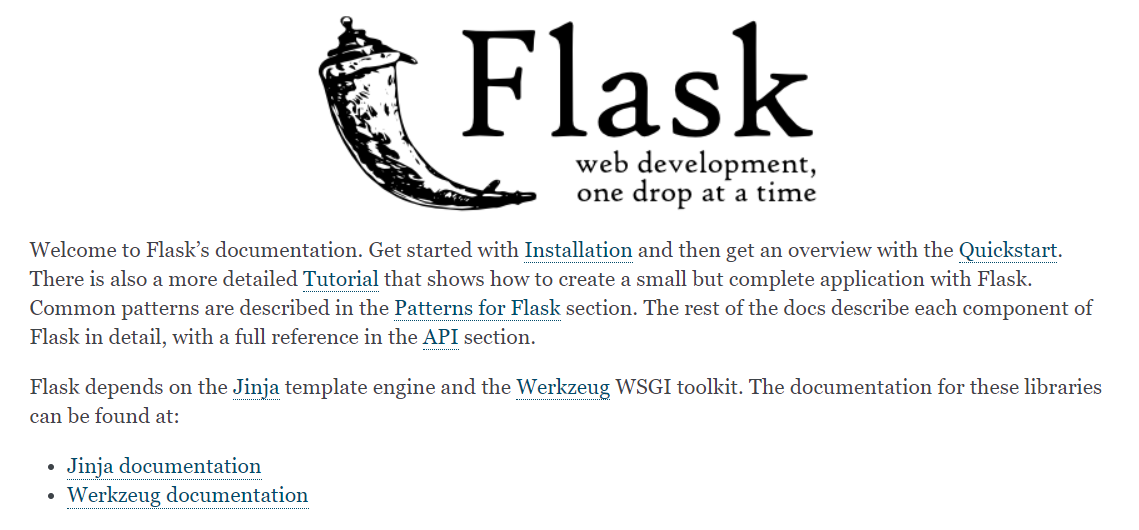 Flask
web development,
one drop at a time
Welcome to Flask’s documentation. Get started with Installation and then get an overview with the Quickstart.
There is also a more detailed Tutorial that shows how to create a small but complete application with Flask.
Common patterns are described in the Patterns for Flask section. The rest of the docs describe each component of
Flask in detail, with a full reference in the API section.
Flask depends on the Jinja template engine and the Werkzeug WSGI toolkit. The documentation for these libraries
can be found at:
• Jinja documentation
• Werkzeug documentation